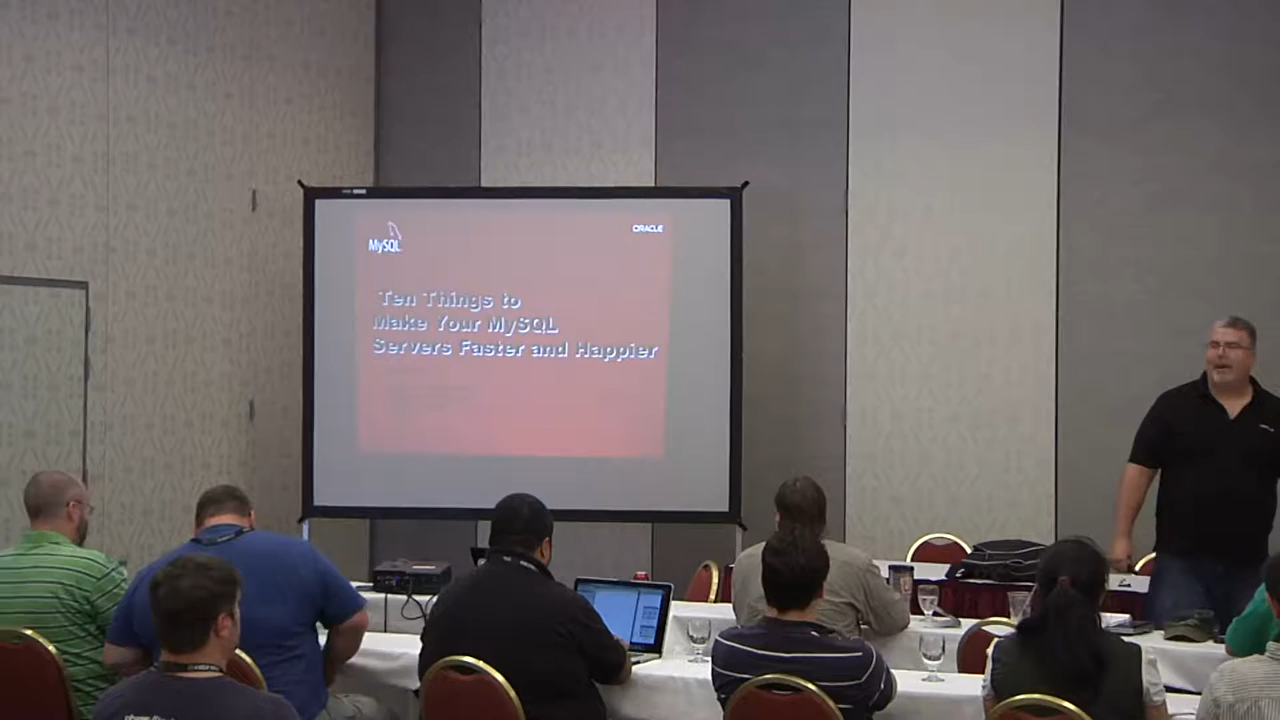 MySQL
ORACLE
Ten Things to
Make Your MySQL
Servers Faster and Happier